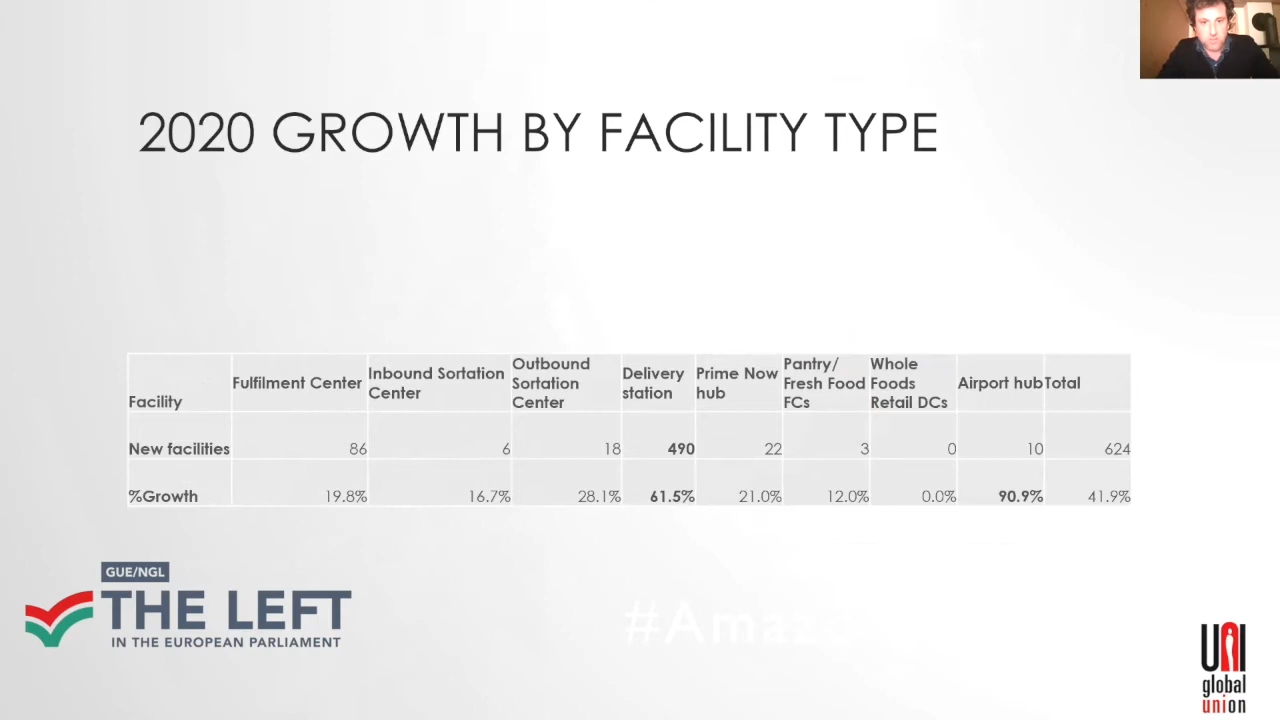 2020 GROWTH BY FACILITY TYPE
Facility
Fulfilment Center
Inbound Sortation
Center
Outbound
Sortation
Center
Delivery
station
Prime Now
hub
Pantry/
Fresh Food
FCs
Whole
Foods
Retail DCs
Airport hub
Total
New facilities 86 6 18 490 22 3 0 10 624
%Growth 19.8% 16.7% 28.1% 61.5% 21.0% 12.0% 0.0% 90.9% 41.9%
GUE/NGL
THE LEFT
IN THE EUROPEAN PARLIAMENT
UNI
global
union